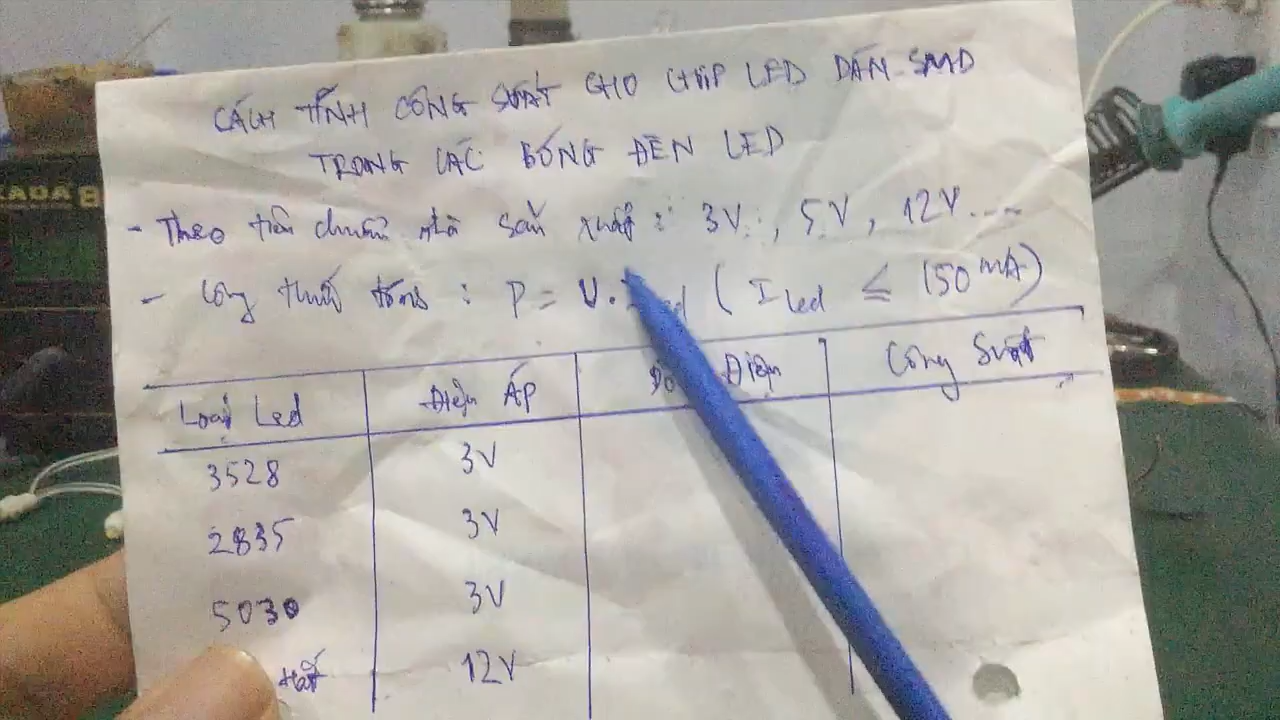 CÁCH TÍNH CÔNG SUẤT CHO CHIP LED DÁN SMD
TRONG CÁC BÓNG ĐÈN LED
- Theo tiêu chuẩn nhà sản xuất : 3V, 5V, 12V....
- Công thức tổng : P = V. led ( I led ≤ 150 mA)
Loại Led Điện ÁP Điện Công Suất
3528 3V
2835 3V
5030 3V
12V